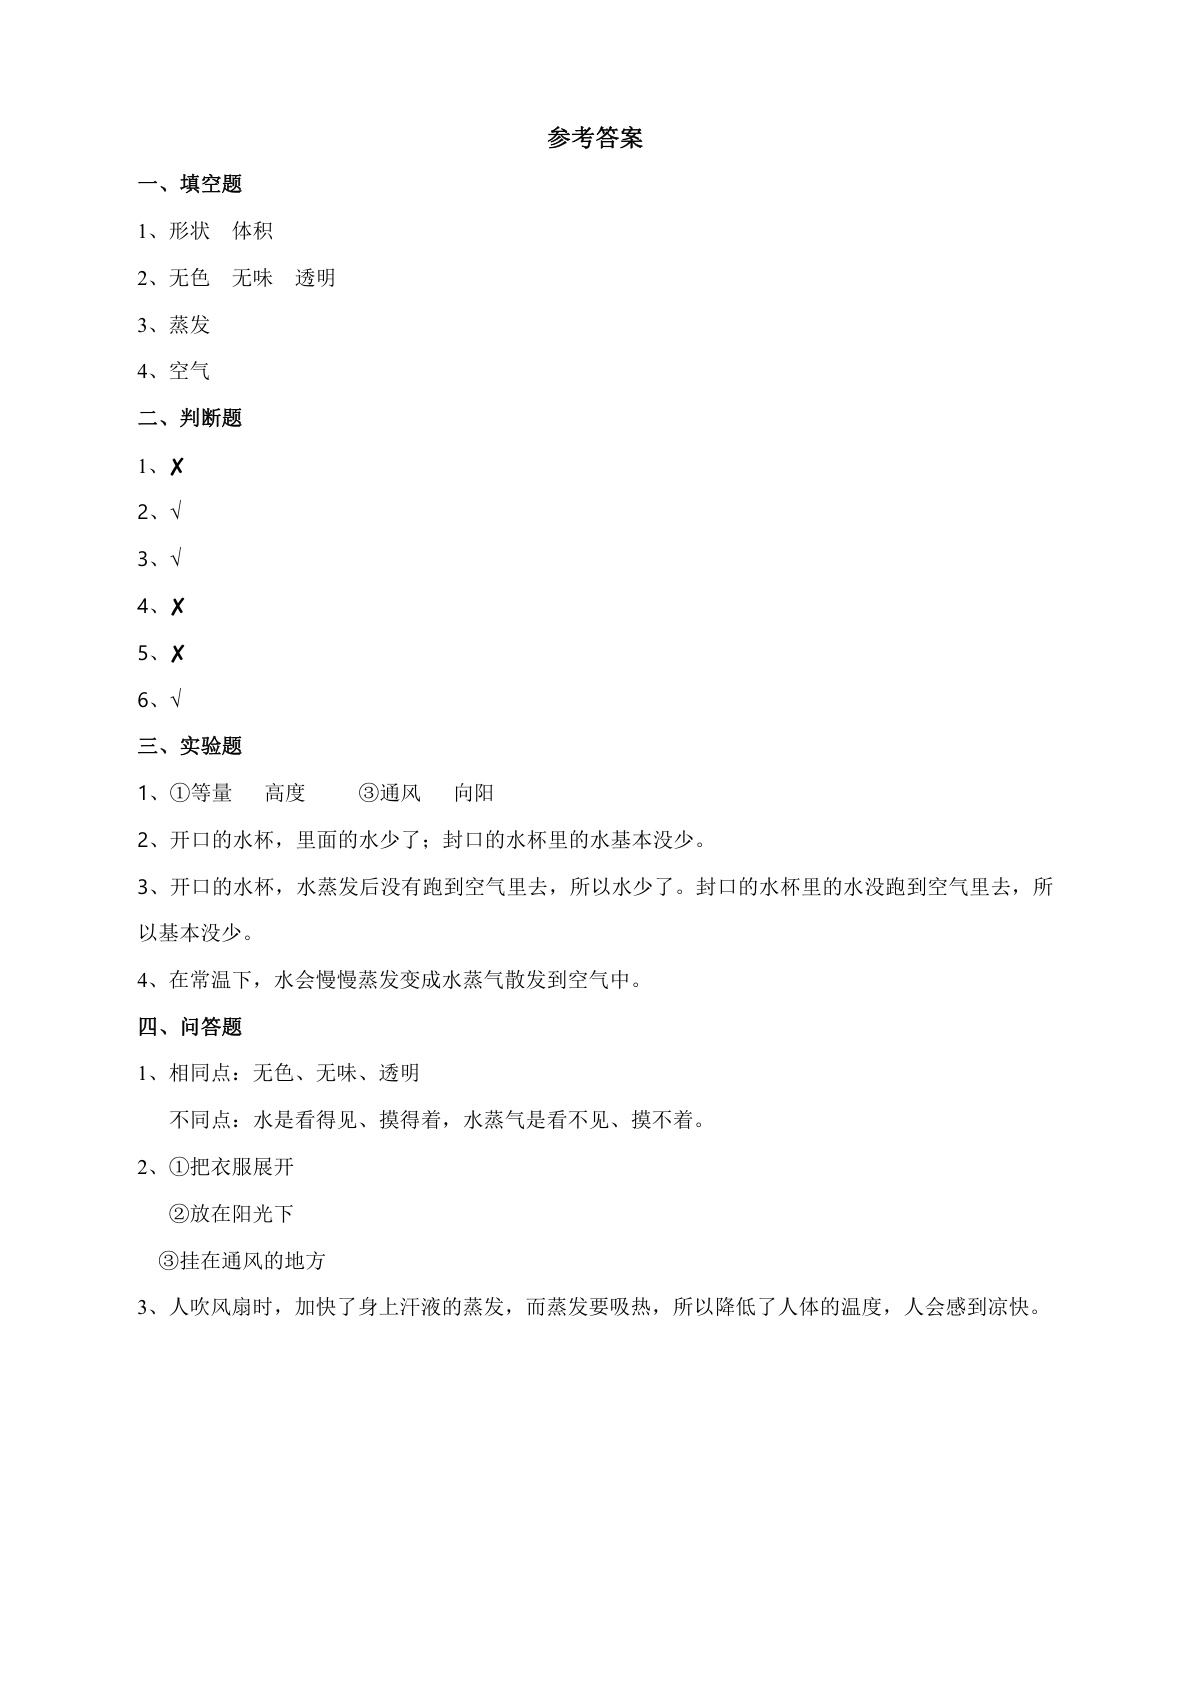 参考答案
一、填空题
1、形状 体积
2、无色 无味 透明
3、蒸发
4、空气
二、判断题
1、✗
2、√
3、√
4、✗
5、✗
6、√
三、实验题
1、①等量 高度 ③通风 向阳
2、开口的水杯，里面的水少了；封口的水杯里的水基本没少。
3、开口的水杯，水蒸发后没有跑到空气里去，所以水少了。封口的水杯里的水没跑到空气里去，所
以基本没少。
4、在常温下，水会慢慢蒸发变成水蒸气散发到空气中。
四、问答题
1、相同点：无色、无味、透明
不同点：水是看得见、摸得着，水蒸气是看不见、摸不着。
2、①把衣服展开
②放在阳光下
③挂在通风的地方
3、人吹风扇时，加快了身上汗液的蒸发，而蒸发要吸热，所以降低了人体的温度，人会感到凉快。